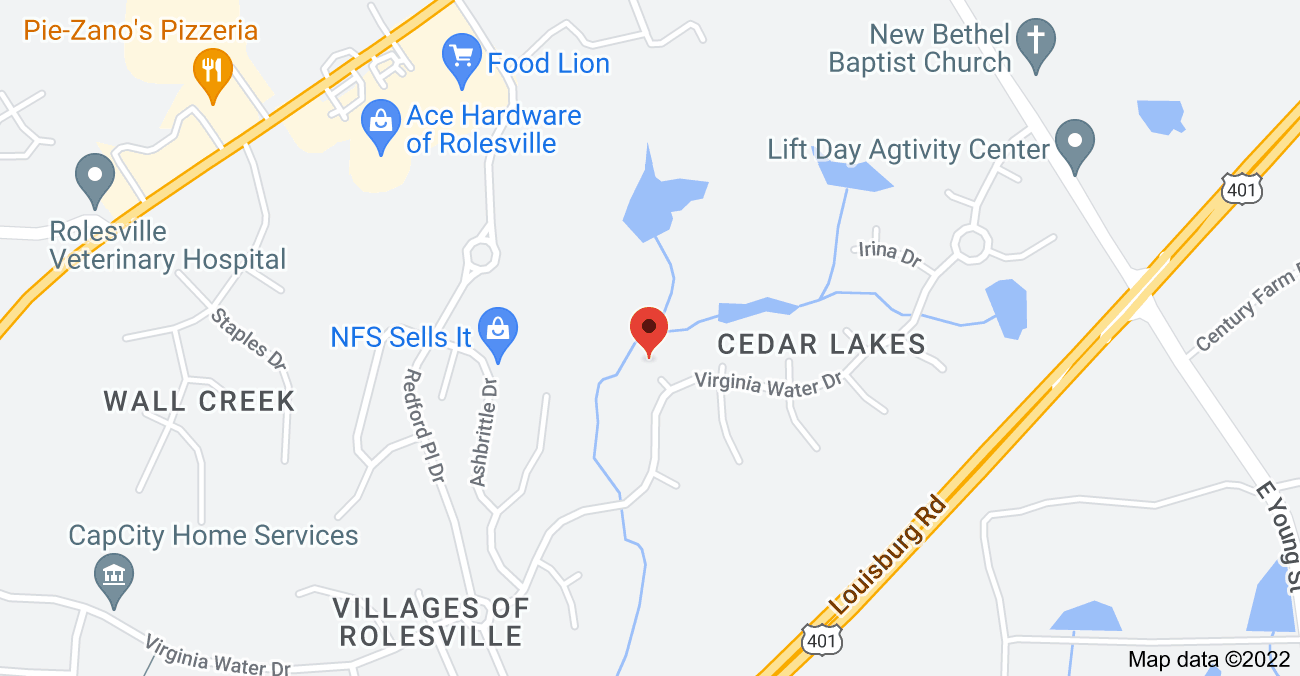 Pie-Zano's Pizzeria
Food Lion
New Bethel
Baptist Church
Ace Hardware
of Rolesville
Lift Day Agtivity Center
401
Rolesville
Veterinary Hospital
Irina Dr
Century Farm
Staples Dr
NFS Sells It
CEDAR LAKES
Virginia Water Dr
WALL CREEK
Redford Pl Dr
Ashbrittle Dr
E Young St
CapCity Home Services
Louisburg Rd
VILLAGES OF
ROLESVILLE
401
Virginia Water Dr
Map data ©2022